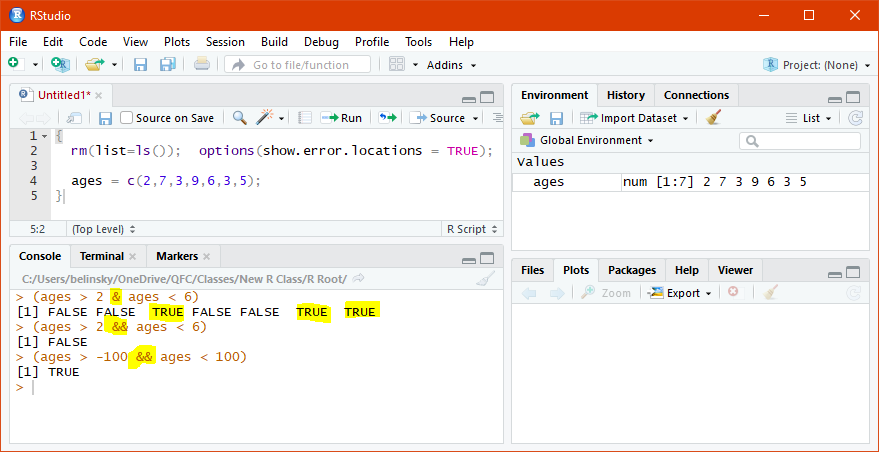 RStudio
File Edit Code View Plots Session Build Debug Profile Tools Help
Go to file/function Addins Project: (None)
Untitled1*
Source on Save Run Source
1 {
2 rm(list=ls()); options(show.error.locations = TRUE);
3
4 ages = c(2,7,3,9,6,3,5);
5 }
5:2 (Top Level) R Script
Console Terminal Markers
C:/Users/belinsky/OneDrive/QFC/Classes/New R Class/R Root/
> (ages > 2 & ages < 6)
[1] FALSE FALSE TRUE FALSE FALSE TRUE TRUE
> (ages > 2 && ages < 6)
[1] FALSE
> (ages > -100 && ages < 100)
[1] TRUE
>
Environment History Connections
Import Dataset List
Global Environment
Values
ages num [1:7] 2 7 3 9 6 3 5
Files Plots Packages Help Viewer
Zoom Export